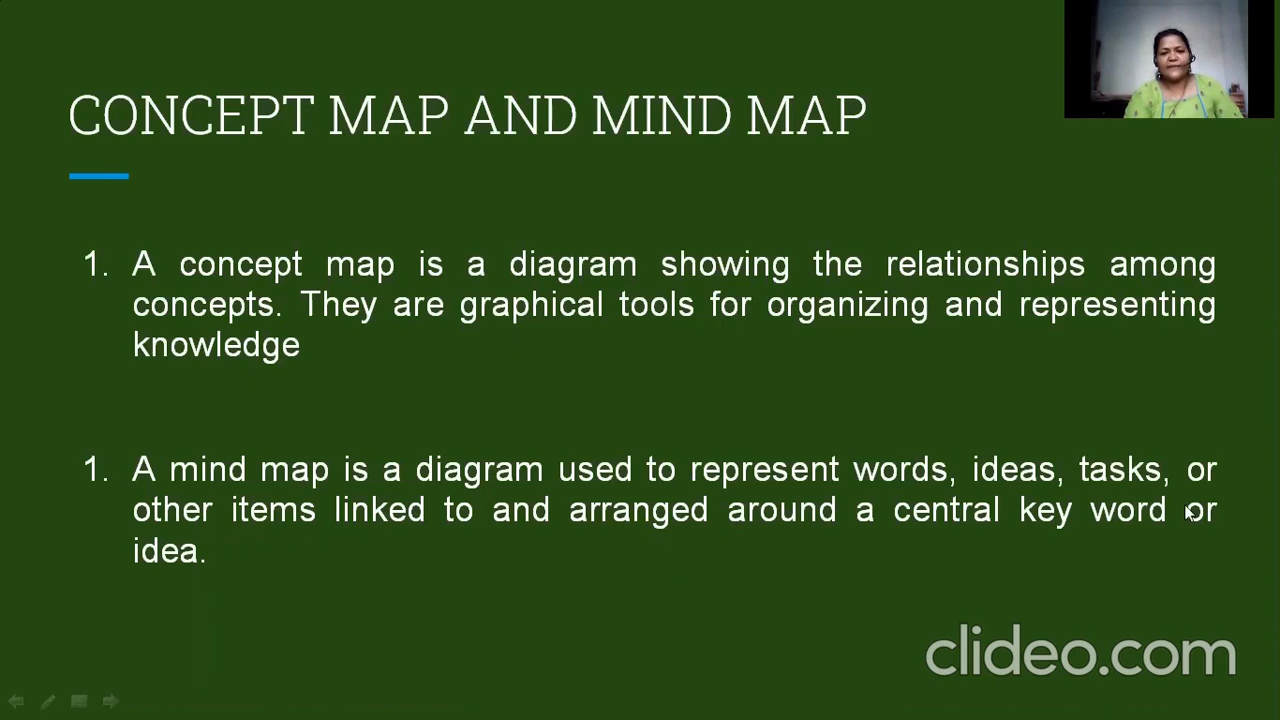 CONCEPT MAP AND MIND MAP
1. A concept map is a diagram showing the relationships among
concepts. They are graphical tools for organizing and representing
knowledge
1. A mind map is a diagram used to represent words, ideas, tasks, or
other items linked to and arranged around a central key word or
idea.
clideo.com